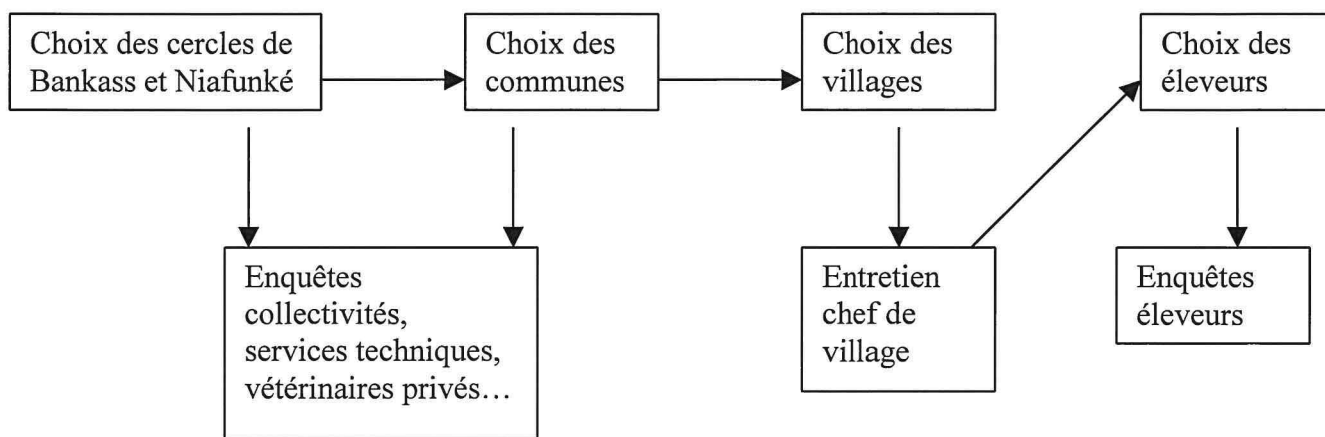 Choix des cercles de
Bankass et Niafunké
Choix des
communes
Choix des
villages
Choix des
éleveurs
Enquêtes
collectivités,
services techniques,
vétérinaires privés…
Entretien
chef de
village
Enquêtes
éleveurs